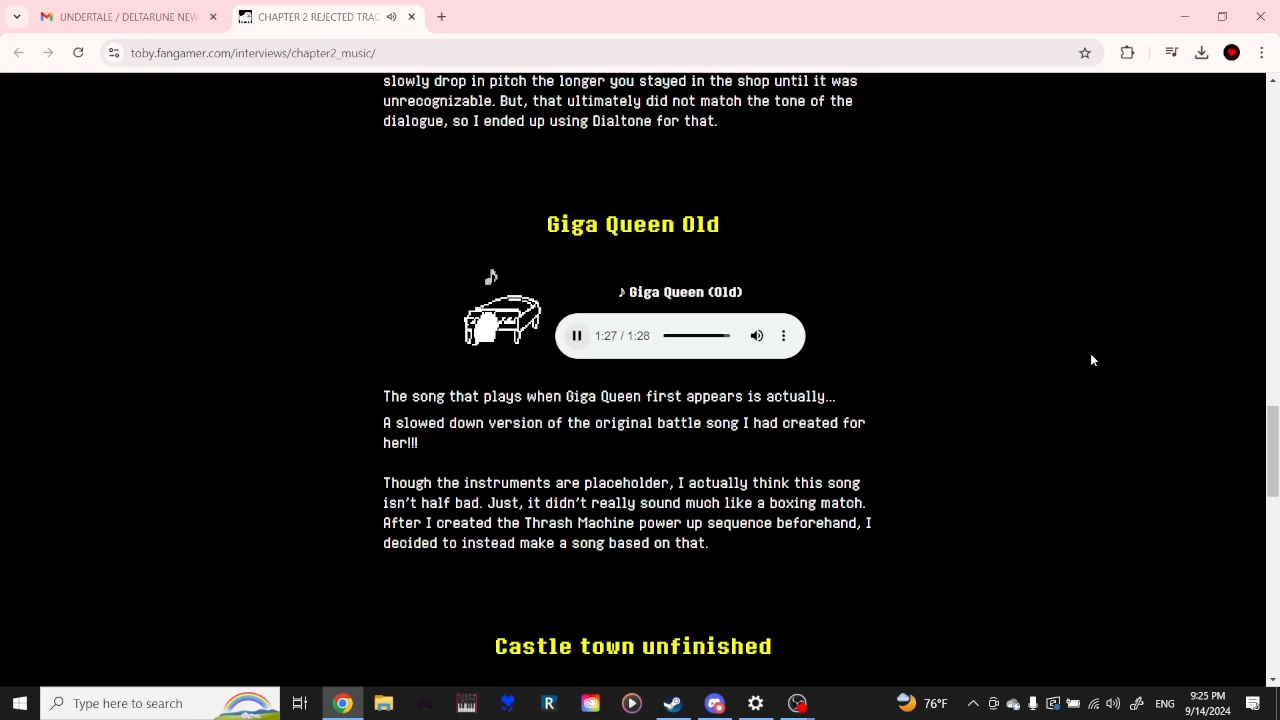 UNDERTALE / DELTARUNE NEW
CHAPTER 2 REJECTED TRAC
toby.fangamer.com/interviews/chapter2_music/
slowly drop in pitch the longer you stayed in the shop until it was
unrecognizable. But, that ultimately did not match the tone of the
dialogue, so I ended up using Dialtone for that.
Giga Queen Old
♪ Giga Queen (Old)
1:27 / 1:28
The song that plays when Giga Queen first appears is actually...
A slowed down version of the original battle song I had created for
her!!!
Though the instruments are placeholder, I actually think this song
isn't half bad. Just, it didn't really sound much like a boxing match.
After I created the Thrash Machine power up sequence beforehand, I
decided to instead make a song based on that.
Castle town unfinished
Type here to search
R
76°F
ENG
9:25 PM
9/14/2024